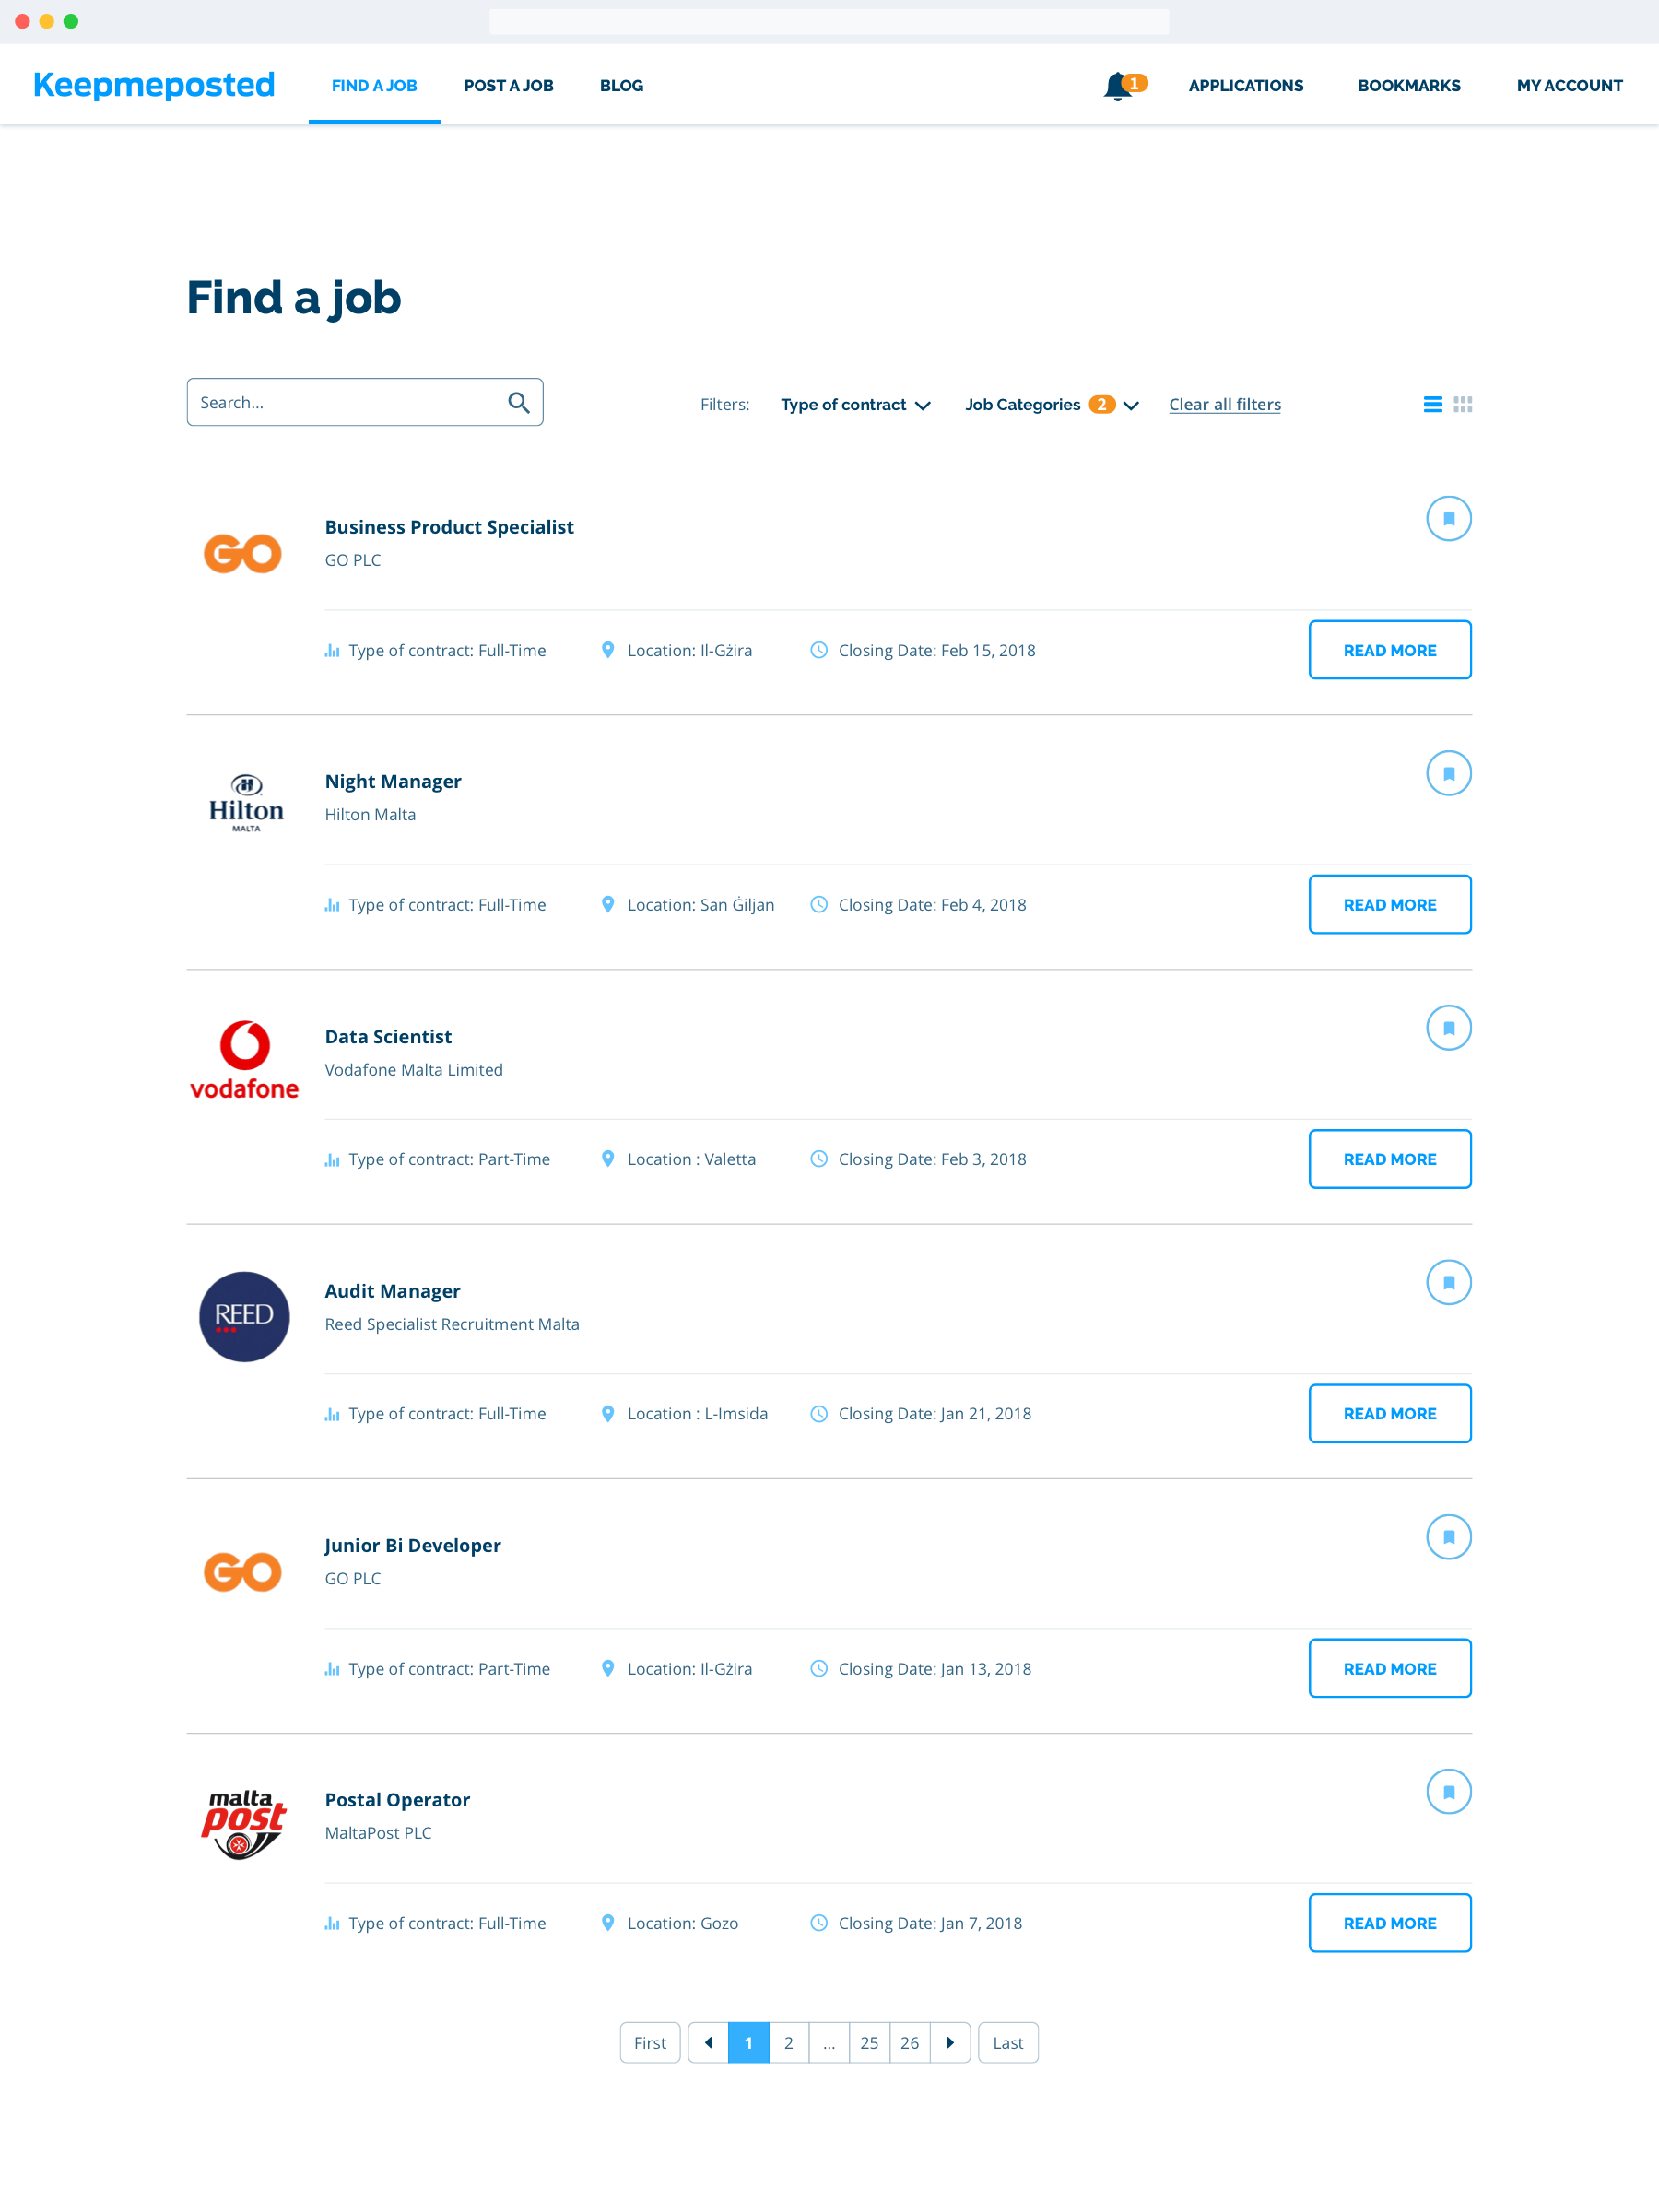 Keepmeposted FIND A JOB POST A JOB BLOG 1 APPLICATIONS BOOKMARKS MY ACCOUNT
Find a job
Search... Filters: Type of contract Job Categories 2 Clear all filters
Business Product Specialist
GO
GO PLC
Type of contract: Full-Time Location: Il-Gżira Closing Date: Feb 15, 2018 READ MORE
Night Manager
H
Hilton
MALTA
Hilton Malta
Type of contract: Full-Time Location: San Ġiljan Closing Date: Feb 4, 2018 READ MORE
Data Scientist
Vodafone Malta Limited
vodafone
Type of contract: Part-Time Location : Valetta Closing Date: Feb 3, 2018 READ MORE
Audit Manager
REED
Reed Specialist Recruitment Malta
Type of contract: Full-Time Location : L-Imsida Closing Date: Jan 21, 2018 READ MORE
Junior Bi Developer
GO
GO PLC
Type of contract: Part-Time Location: Il-Gżira Closing Date: Jan 13, 2018 READ MORE
malta
post
Postal Operator
MaltaPost PLC
Type of contract: Full-Time Location: Gozo Closing Date: Jan 7, 2018 READ MORE
First 1 2 ... 25 26 Last